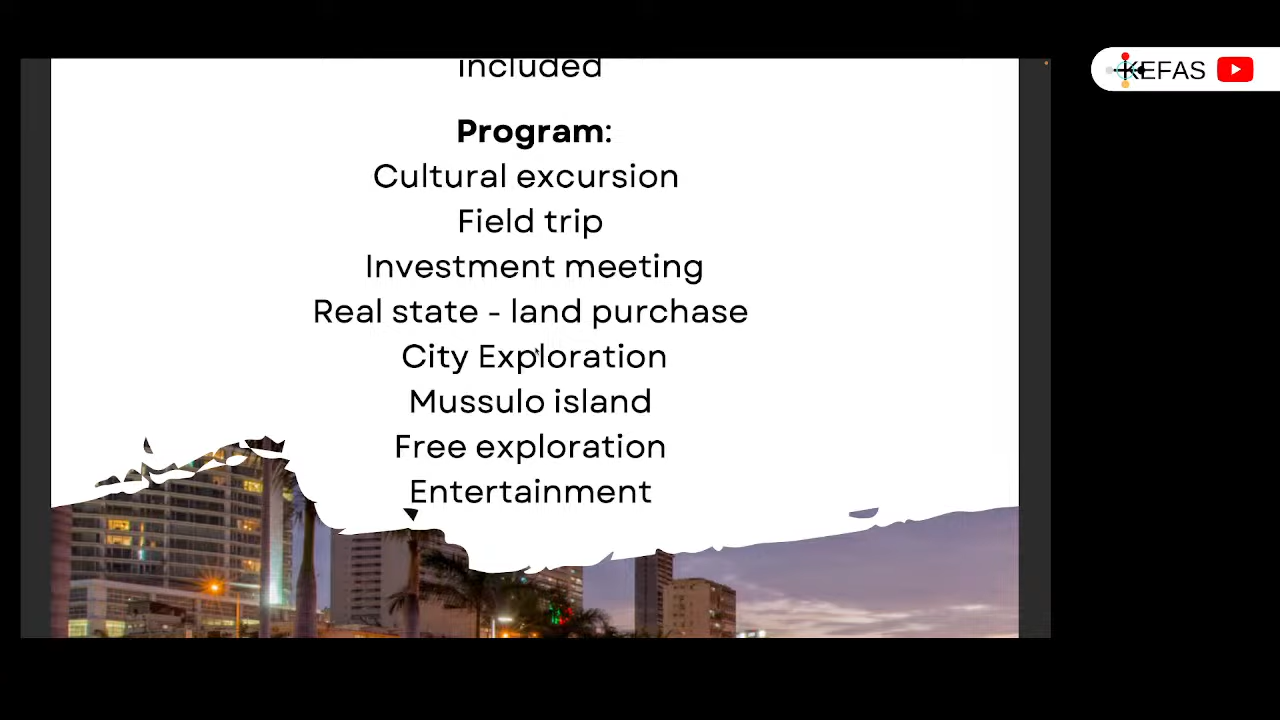 included
KEFAS
Program:
Cultural excursion
Field trip
Investment meeting
Real state - land purchase
City Exploration
Mussulo island
Free exploration
Entertainment